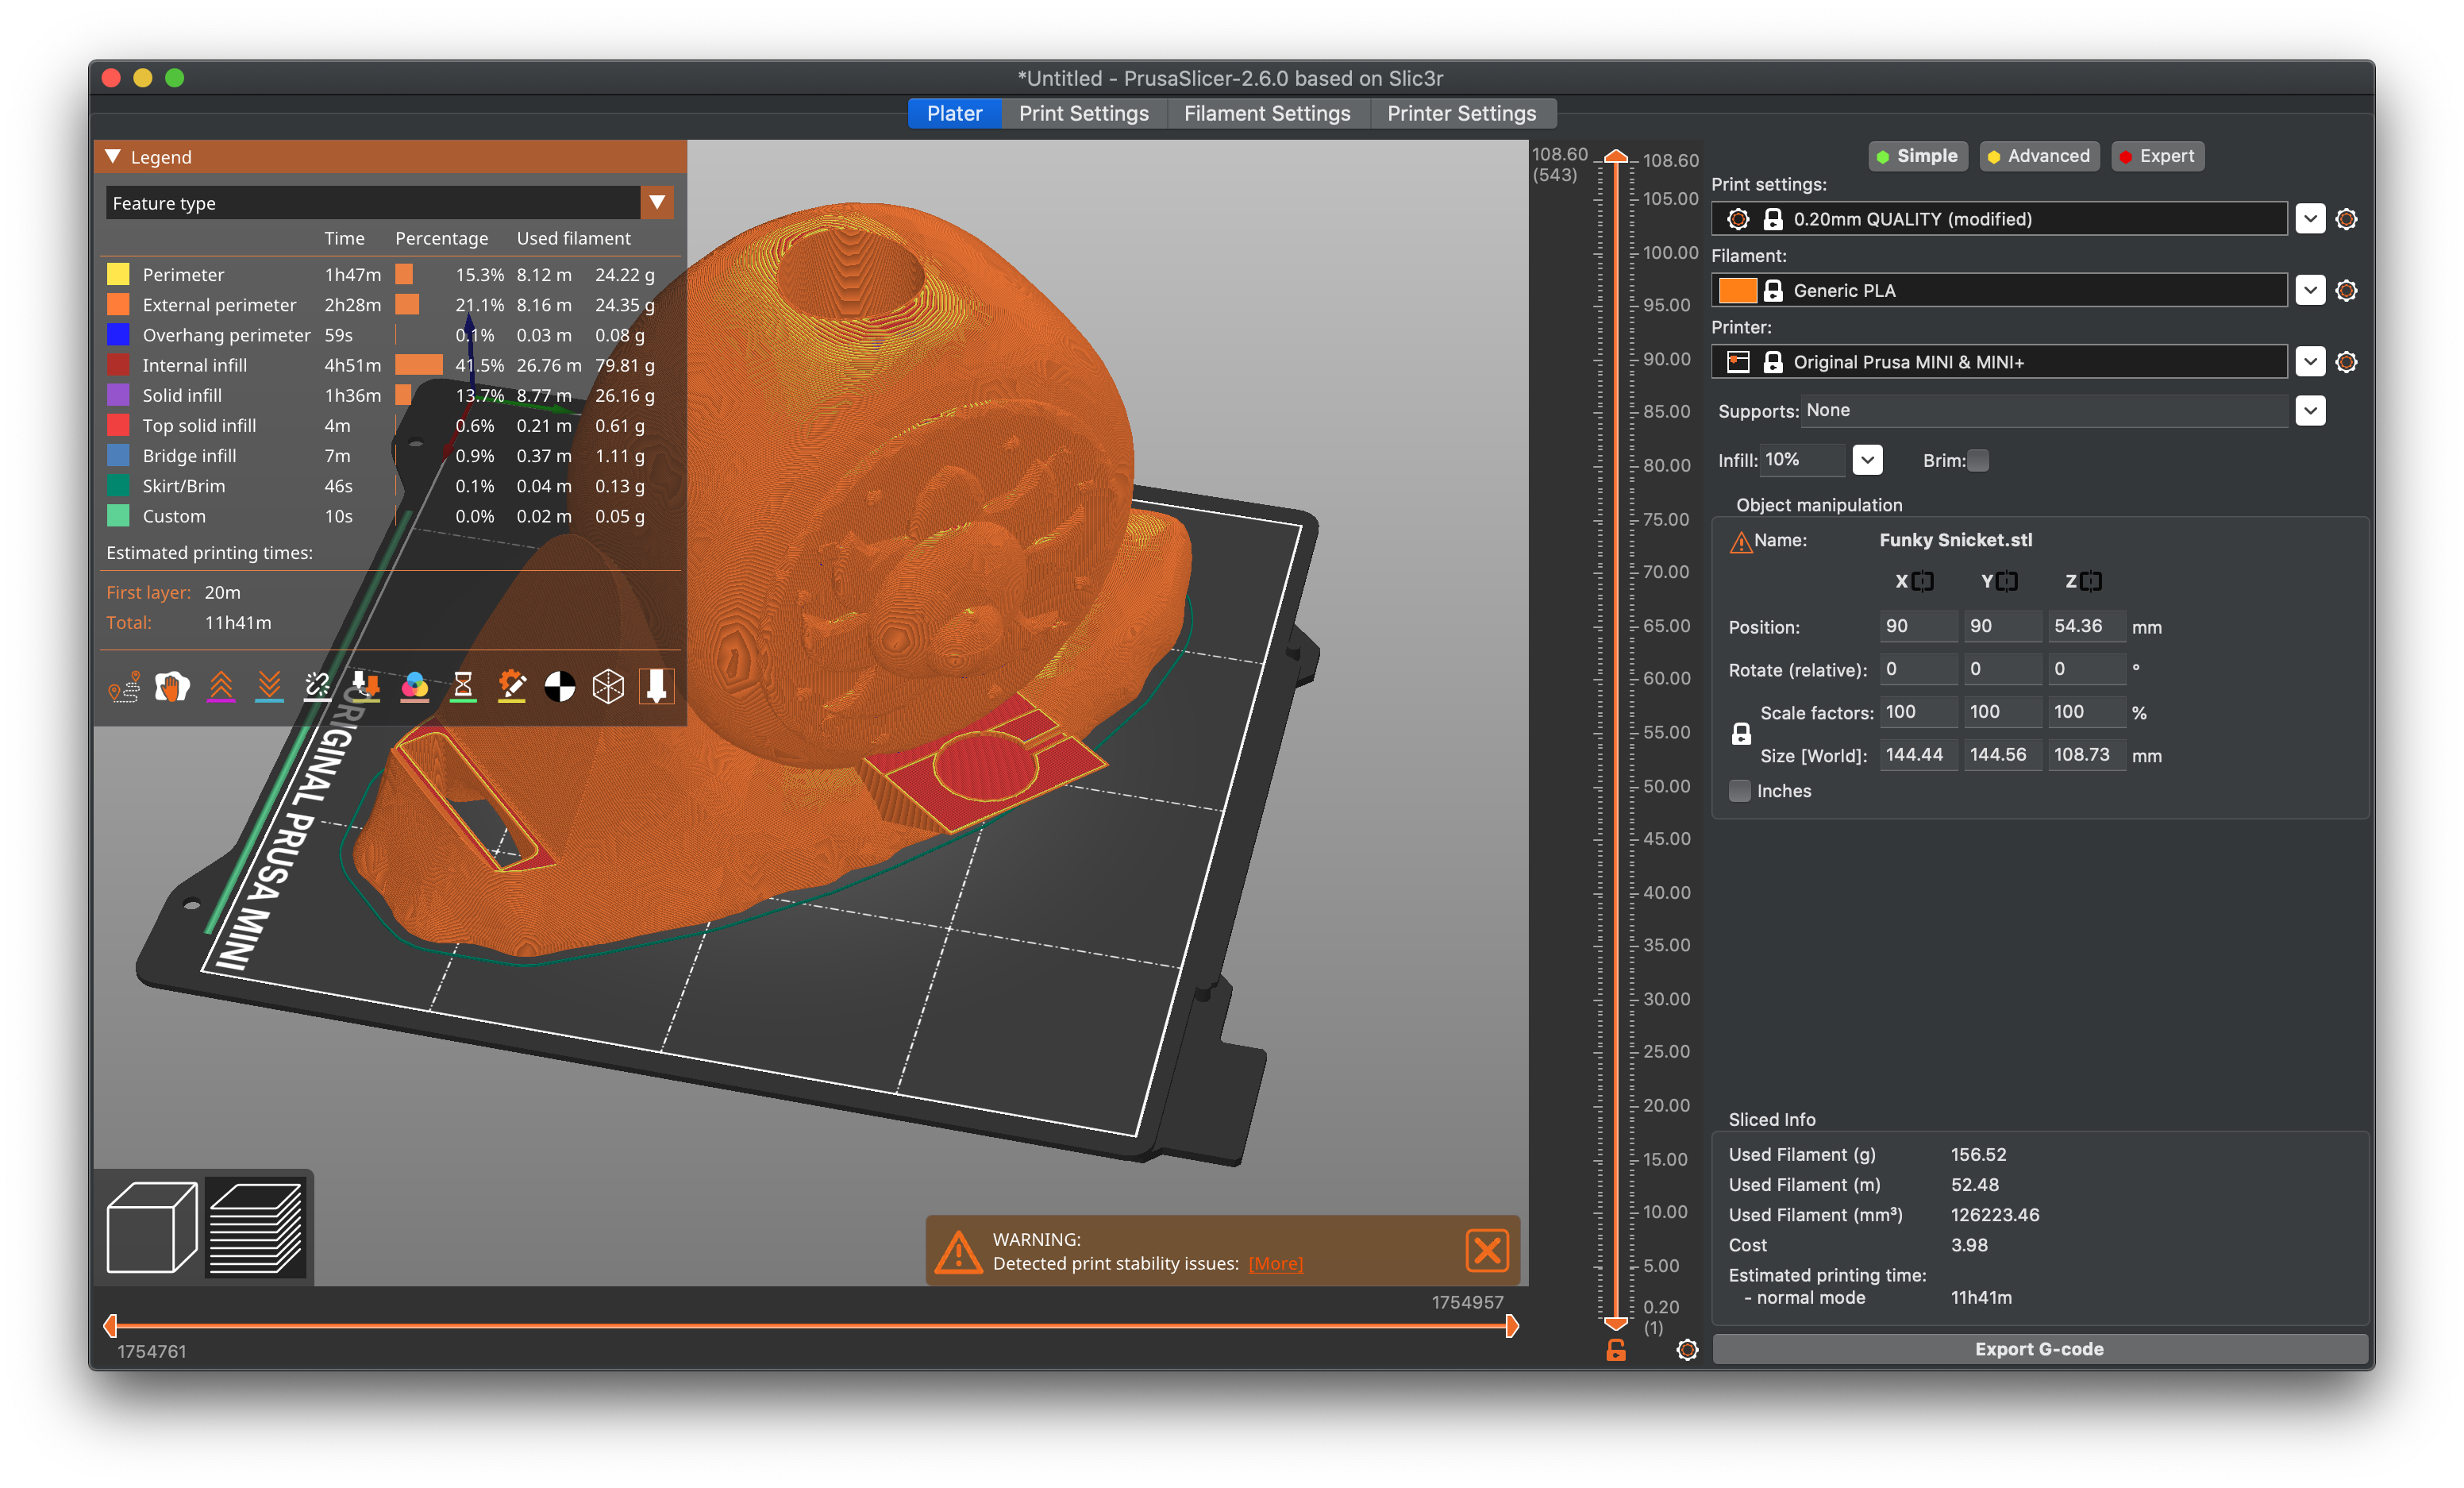 *Untitled - PrusaSlicer-2.6.0 based on Slic3r
Plater Print Settings Filament Settings Printer Settings
Legend
Feature type
Time Percentage Used filament
Perimeter 1h47m 15.3% 8.12 m 24.22 g
External perimeter 2h28m 21.1% 8.16 m 24.35 g
Overhang perimeter 59s 0.1% 0.03 m 0.08 g
Internal infill 4h51m 41.5% 26.76 m 79.81 g
Solid infill 1h36m 13.7% 8.77 m 26.16 g
Top solid infill 4m 0.6% 0.21 m 0.61 g
Bridge infill 7m 0.9% 0.37 m 1.11 g
Skirt/Brim 46s 0.1% 0.04 m 0.13 g
Custom 10s 0.0% 0.02 m 0.05 g
Estimated printing times:
First layer: 20m
Total: 11h41m
ORIGINAL PRUSA MINI
WARNING:
Detected print stability issues: [More]
1754957
1754761
108.60
(543)
108.60
105.00
100.00
95.00
90.00
85.00
80.00
75.00
70.00
65.00
60.00
55.00
50.00
45.00
40.00
35.00
30.00
25.00
20.00
15.00
10.00
5.00
0.20
(1)
Simple Advanced Expert
Print settings:
0.20mm QUALITY (modified)
Filament:
Generic PLA
Printer:
Original Prusa MINI & MINI+
Supports: None
Infill: 10% Brim:
Object manipulation
Name: Funky Snicket.stl
X Y Z
Position: 90 90 54.36 mm
Rotate (relative): 0 0 0 °
Scale factors: 100 100 100 %
Size [World]: 144.44 144.56 108.73 mm
Inches
Sliced Info
Used Filament (g) 156.52
Used Filament (m) 52.48
Used Filament (mm³) 126223.46
Cost 3.98
Estimated printing time:
- normal mode 11h41m
Export G-code